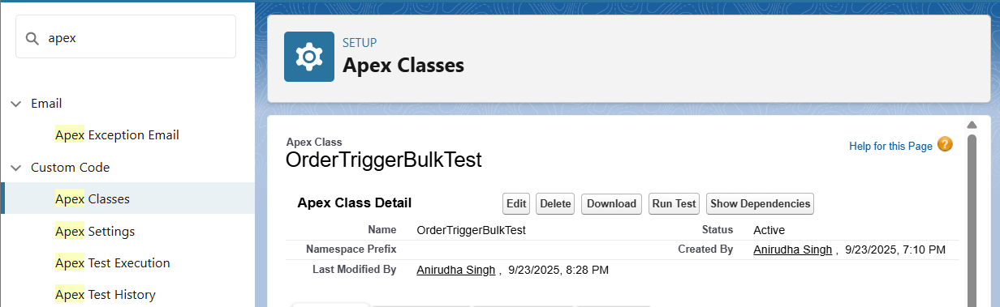 apex
Email
Apex Exception Email
Custom Code
Apex Classes
Apex Settings
Apex Test Execution
Apex Test History
SETUP
Apex Classes
Apex Class
OrderTriggerBulkTest
Help for this Page ?
Apex Class Detail Edit Delete Download Run Test Show Dependencies
Name OrderTriggerBulkTest Status Active
Namespace Prefix Created By Anirudha Singh , 9/23/2025, 7:10 PM
Last Modified By Anirudha Singh , 9/23/2025, 8:28 PM